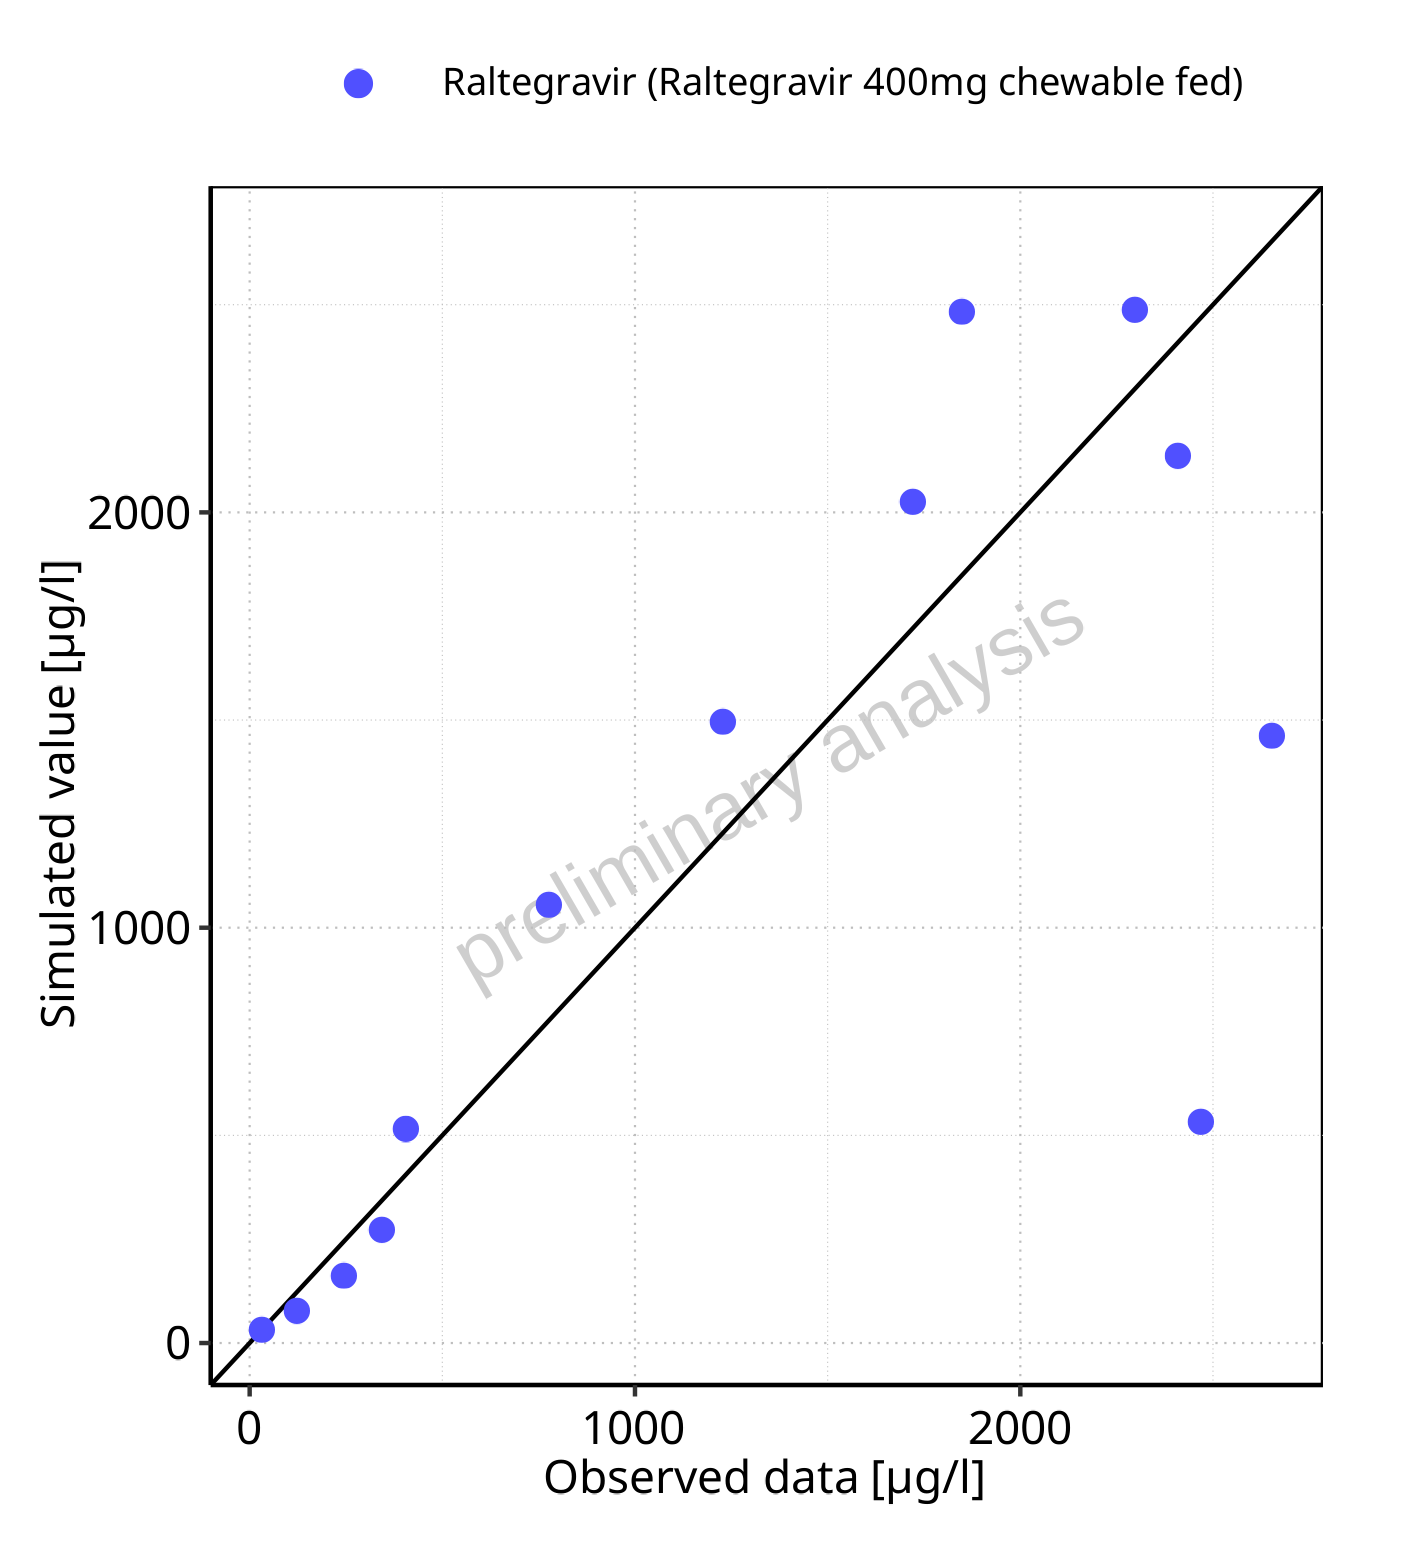 Raltegravir (Raltegravir 400mg chewable fed)
Simulated value [µg/l]
2000
1000
0
preliminary analysis
0 1000 2000
Observed data [µg/l]